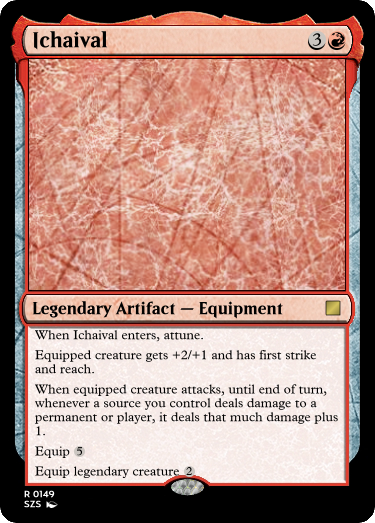 Ichaival 3
Legendary Artifact — Equipment
When Ichaival enters, attune.
Equipped creature gets +2/+1 and has first strike
and reach.
When equipped creature attacks, until end of turn,
whenever a source you control deals damage to a
permanent or player, it deals that much damage plus
1.
Equip 5
Equip legendary creature 2
R 0149
SZS